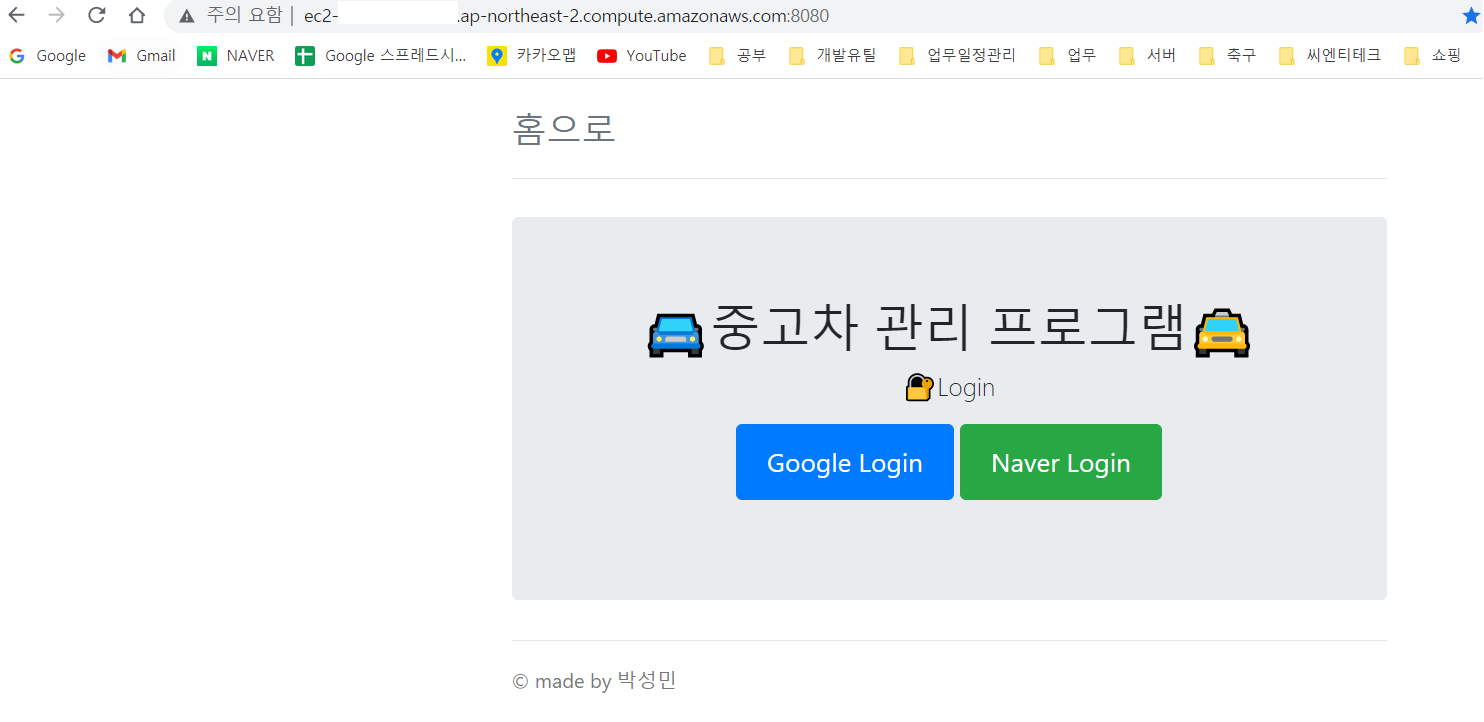 주의 요함 | ec2- .ap-northeast-2.compute.amazonaws.com:8080
Google Gmail NAVER Google 스프레드시... 카카오맵 YouTube 공부 개발유틸 업무일정관리 업무 서버 축구 씨엔티테크 쇼핑
홈으로
중고차 관리 프로그램
Login
Google Login Naver Login
© made by 박성민